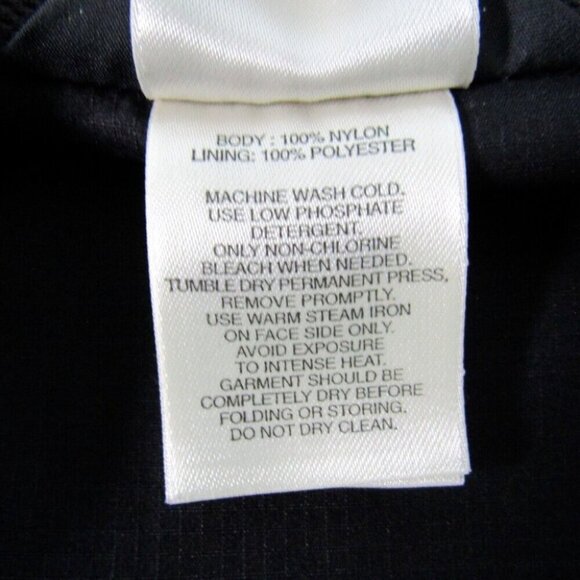 BODY : 100% NYLON
LINING: 100% POLYESTER
MACHINE WASH COLD.
USE LOW PHOSPHATE
DETERGENT.
ONLY NON-CHLORINE
BLEACH WHEN NEEDED.
TUMBLE DRY PERMANENT PRESS,
REMOVE PROMPTLY.
USE WARM STEAM IRON
ON FACE SIDE ONLY.
AVOID EXPOSURE
TO INTENSE HEAT.
GARMENT SHOULD BE
COMPLETELY DRY BEFORE
FOLDING OR STORING.
DO NOT DRY CLEAN.